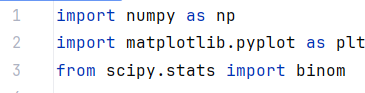 1 import numpy as np
2 import matplotlib.pyplot as plt
3 from scipy.stats import binom